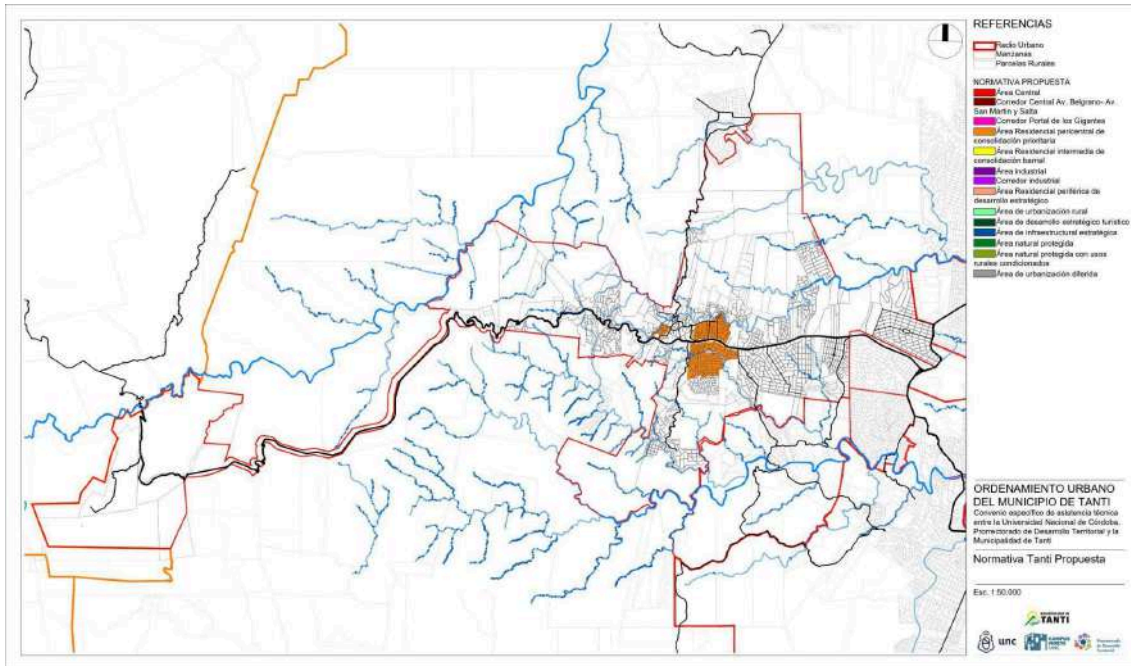 REFERENCIAS
Radio Urbano
Manzanas
Parcelas Rurales
NORMATIVA PROPUESTA
Área Central
Corredor Central Av. Belgrano- Av.
San Martín y Salta
Corredor Portal de los Gigantes
Área Residencial pericentral de
consolidación prioritaria
Área Residencial intermedia de
consolidación barrial
Área industrial
Corredor industrial
Área Residencial periférica de
desarrollo estratégico
Área de urbanización rural
Área de desarrollo estratégico turístico
Área de infraestructural estratégica
Área natural protegida
Área natural protegida con usos
rurales condicionados
Área de urbanización diferida
ORDENAMIENTO URBANO
DEL MUNICIPIO DE TANTI
Convenio específico de asistencia técnica
entre la Universidad Nacional de Córdoba,
Prorrectorado de Desarrollo Territorial y la
Municipalidad de Tanti
Normativa Tanti Propuesta
Esc. 1:50.000
TANTI
unc